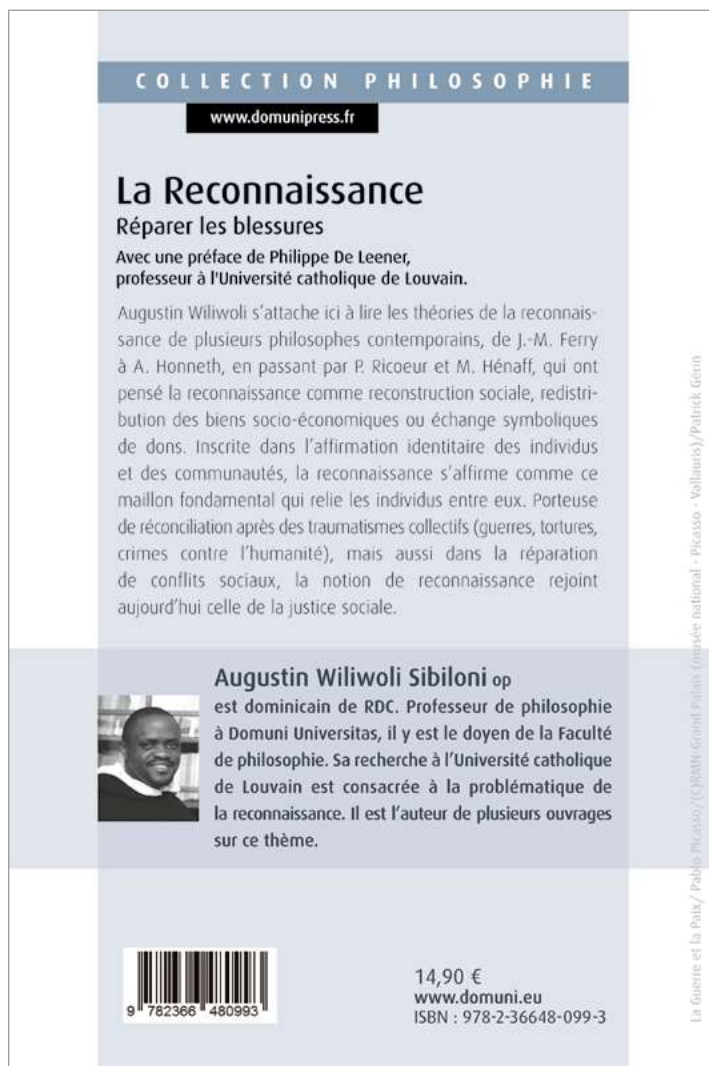 COLLECTION PHILOSOPHIE
www.domunipress.fr
La Reconnaissance
Réparer les blessures
Avec une préface de Philippe De Leener,
professeur à l'Université catholique de Louvain.
Augustin Wiliwoli s'attache ici à lire les théories de la reconnais-
sance de plusieurs philosophes contemporains, de J.-M. Ferry
à A. Honneth, en passant par P. Ricoeur et M. Hénaff, qui ont
pensé la reconnaissance comme reconstruction sociale, redistri-
bution des biens socio-économiques ou échange symboliques
de dons. Inscrite dans l'affirmation identitaire des individus
et des communautés, la reconnaissance s'affirme comme ce
maillon fondamental qui relie les individus entre eux. Porteuse
de réconciliation après des traumatismes collectifs (guerres, tortures,
crimes contre l'humanité), mais aussi dans la réparation
de conflits sociaux, la notion de reconnaissance rejoint
aujourd'hui celle de la justice sociale.
Augustin Wiliwoli Sibiloni op
est dominicain de RDC. Professeur de philosophie
à Domuni Universitas, il y est le doyen de la Faculté
de philosophie. Sa recherche à l'Université catholique
de Louvain est consacrée à la problématique de
la reconnaissance. Il est l'auteur de plusieurs ouvrages
sur ce thème.
9 782366 480993
14,90 €
www.domuni.eu
ISBN : 978-2-36648-099-3
La Guerre et la Paix/ Pablo Picasso/(C)RMN-Grand Palais (musée national - Picasso - Vallauris)/Patrick Gérin